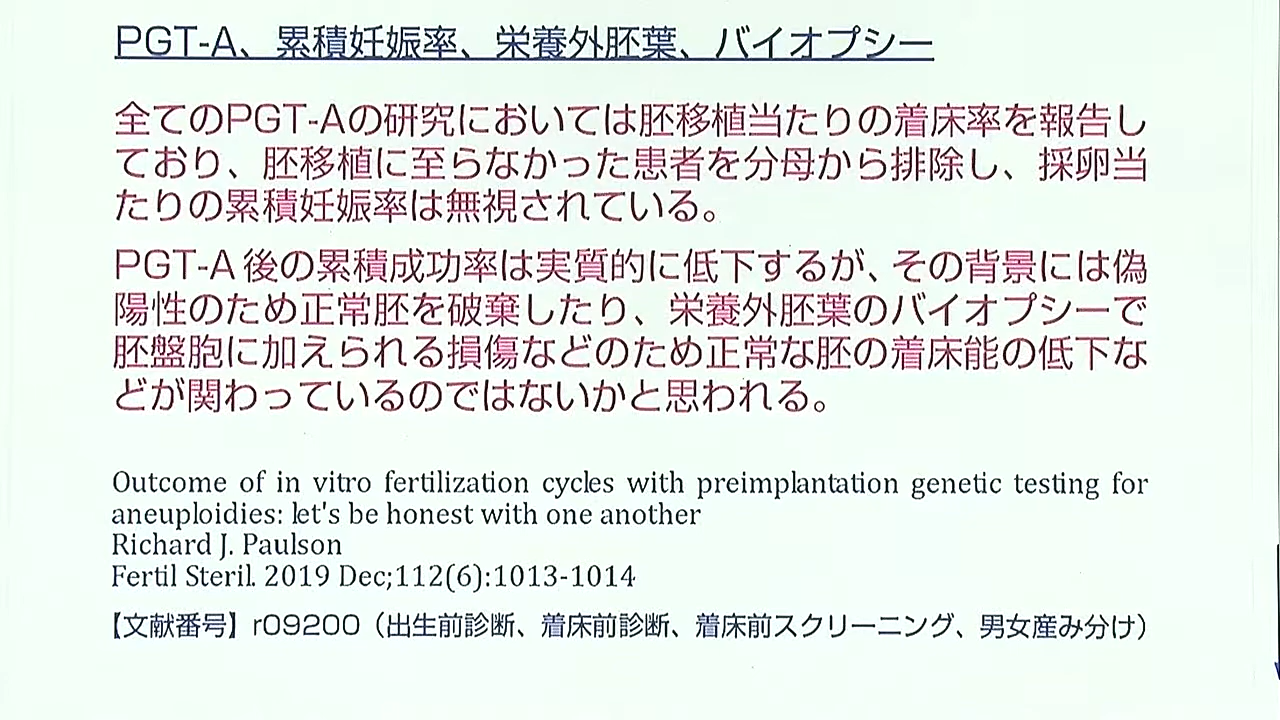 PGT-A、累積妊娠率、栄養外胚葉、バイオプシー
全てのPGT-Aの研究においては胚移植当たりの着床率を報告し
ており、胚移植に至らなかった患者を分母から排除し、採卵当
たりの累積妊娠率は無視されている。
PGT-A後の累積成功率は実質的に低下するが、その背景には偽
陽性のため正常胚を破棄したり、栄養外胚葉のバイオプシーで
胚盤胞に加えられる損傷などのため正常な胚の着床能の低下な
どが関わっているのではないかと思われる。
Outcome of in vitro fertilization cycles with preimplantation genetic testing for
aneuploidies: let's be honest with one another
Richard J. Paulson
Fertil Steril. 2019 Dec;112(6):1013-1014
【文献番号】r09200（出生前診断、着床前診断、着床前スクリーニング、男女産み分け）